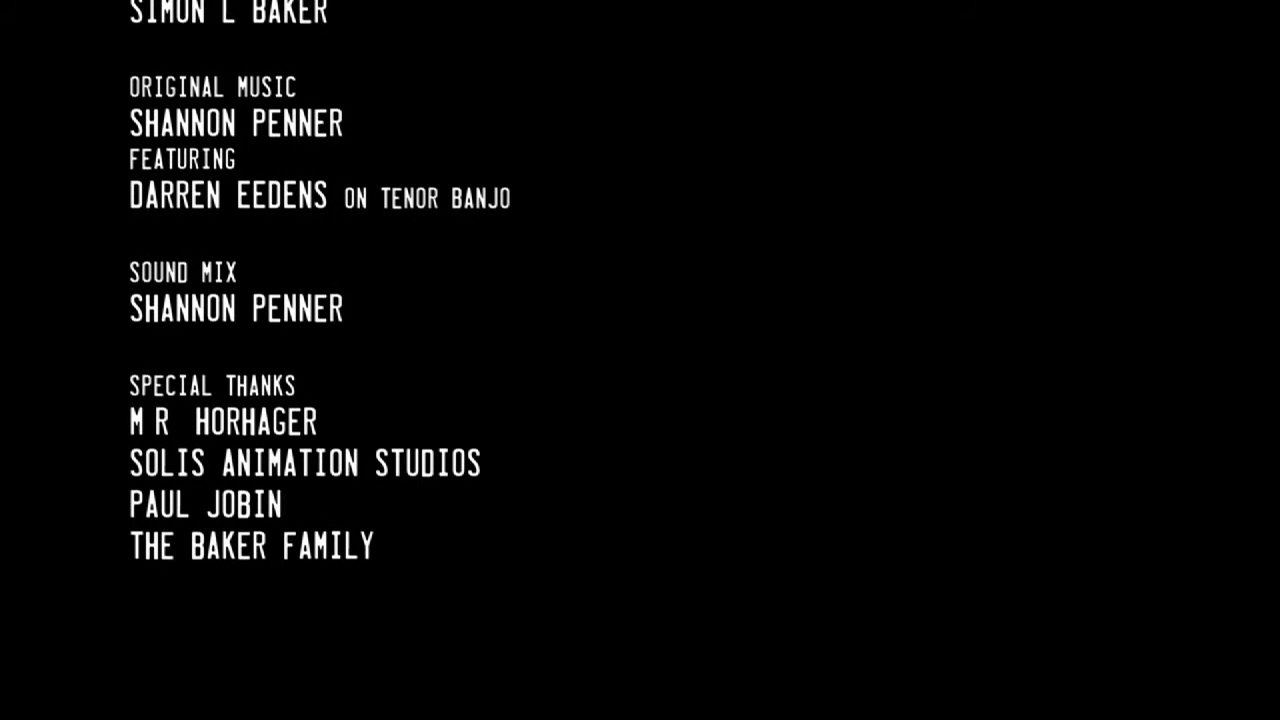 SIMON L BAKER
ORIGINAL MUSIC
SHANNON PENNER
FEATURING
DARREN EEDENS ON TENOR BANJO
SOUND MIX
SHANNON PENNER
SPECIAL THANKS
M R HORHAGER
SOLIS ANIMATION STUDIOS
PAUL JOBIN
THE BAKER FAMILY